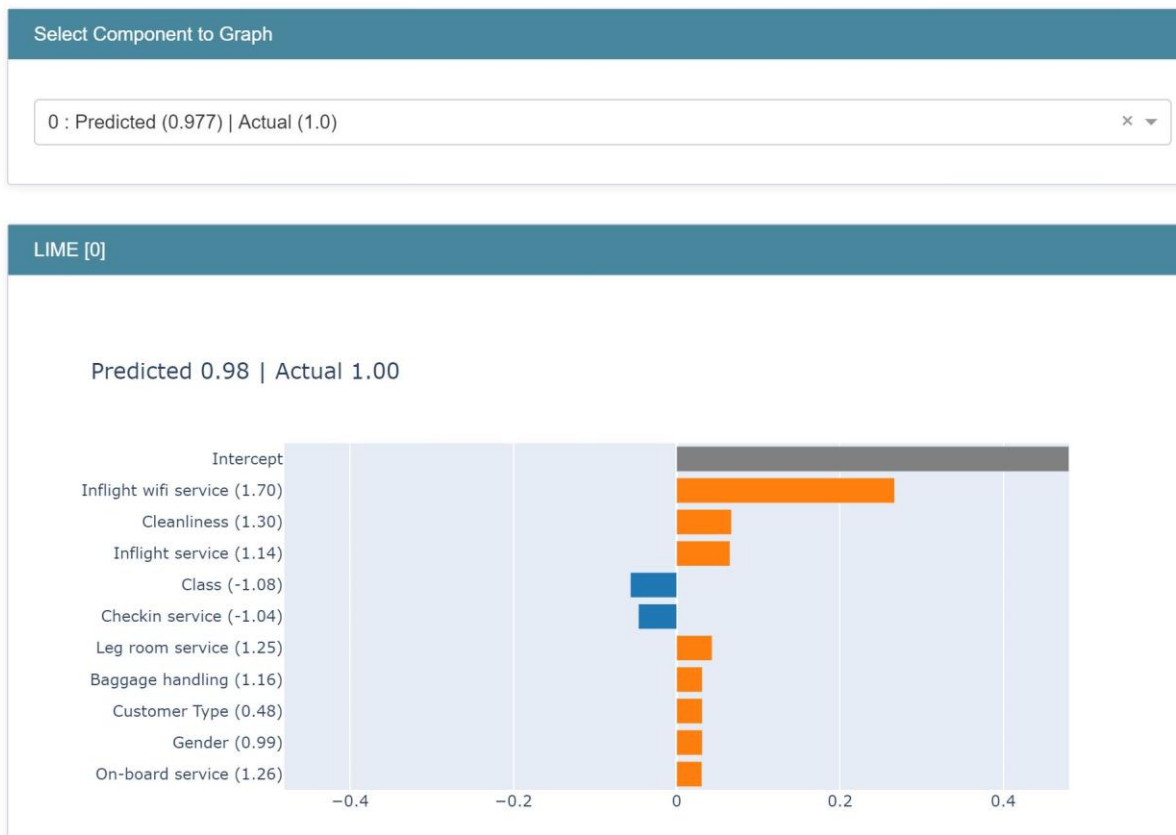 Select Component to Graph
0 : Predicted (0.977) | Actual (1.0)
×
LIME [0]
Predicted 0.98 | Actual 1.00
Intercept
Inflight wifi service (1.70)
Cleanliness (1.30)
Inflight service (1.14)
Class (-1.08)
Checkin service (-1.04)
Leg room service (1.25)
Baggage handling (1.16)
Customer Type (0.48)
Gender (0.99)
On-board service (1.26)
−0.4 −0.2 0 0.2 0.4